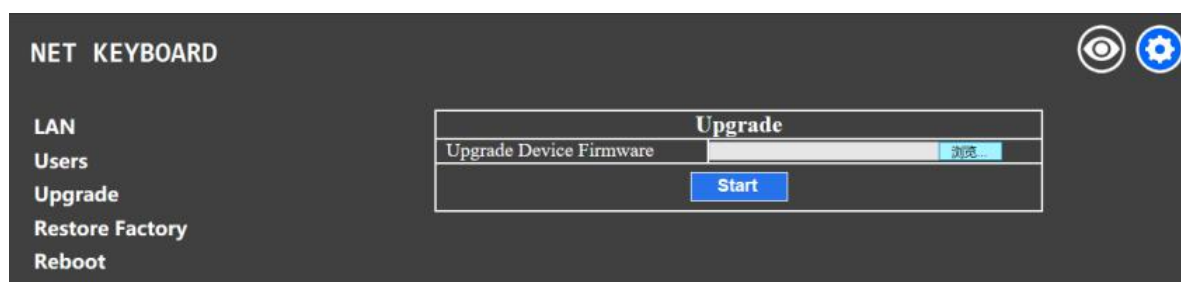 NET KEYBOARD
LAN
Users
Upgrade
Restore Factory
Reboot
Upgrade
Upgrade Device Firmware
浏览...
Start